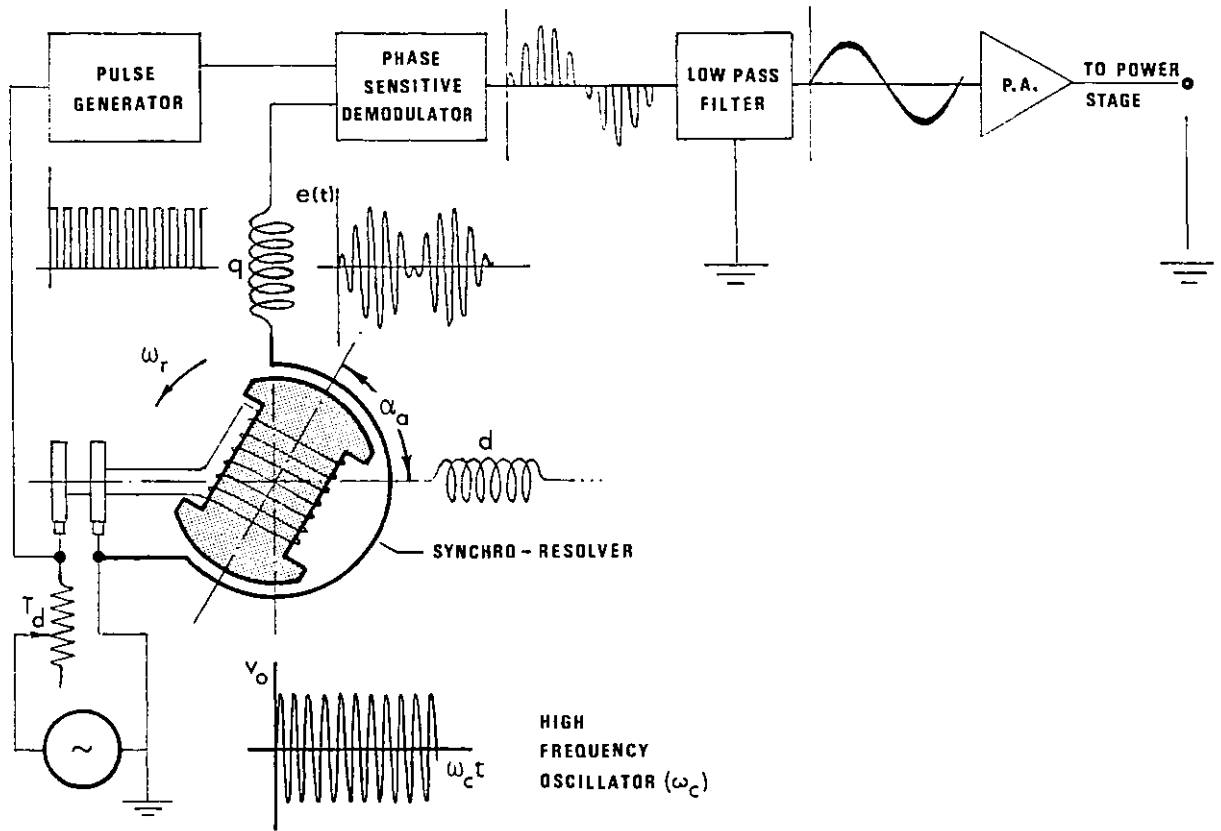 PULSE
GENERATOR
PHASE
SENSITIVE
DEMODULATOR
LOW PASS
FILTER
P.A.
TO POWER
STAGE
e(t)
q
ω_r
α_a
d
SYNCHRO-RESOLVER
T_d
~
v_o
ω_c t
HIGH
FREQUENCY
OSCILLATOR (ω_c)